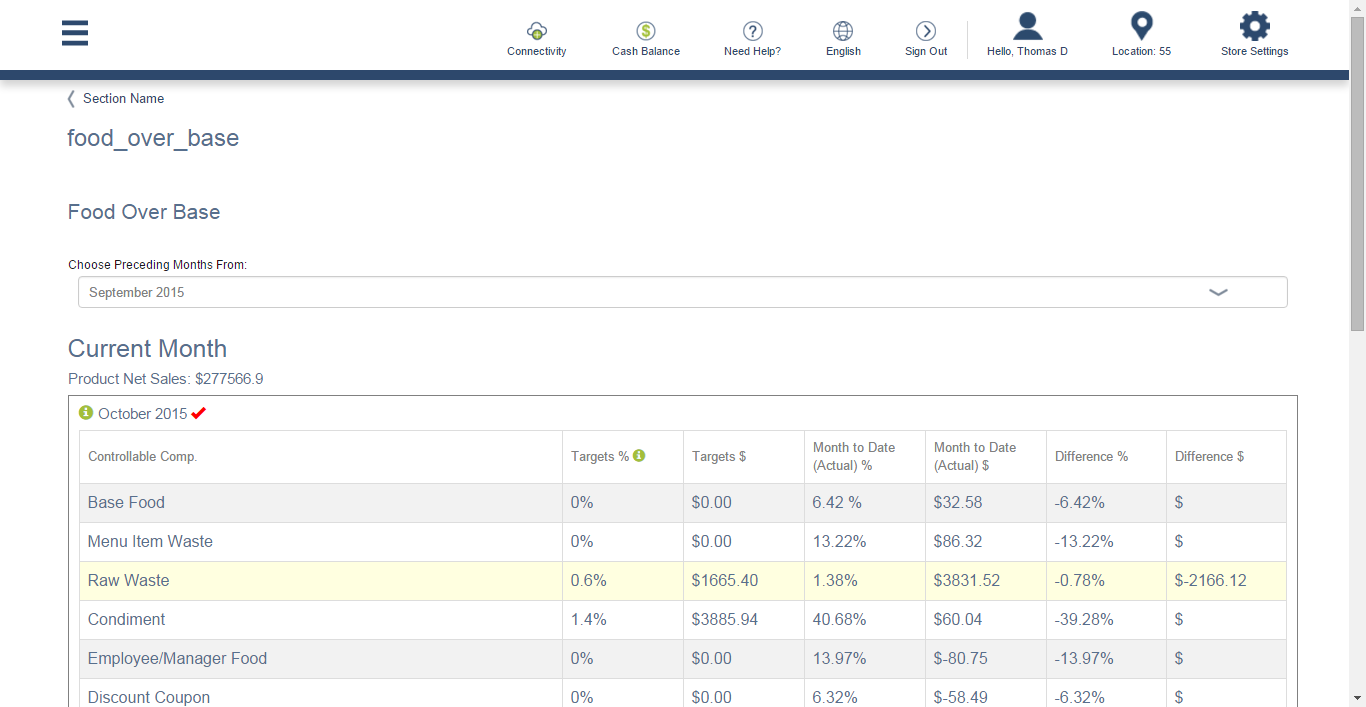 Connectivity
Cash Balance
Need Help?
English
Sign Out
Hello, Thomas D
Location: 55
Store Settings
Section Name
food_over_base
Food Over Base
Choose Preceding Months From:
September 2015
Current Month
Product Net Sales: $277566.9
October 2015
Controllable Comp. Targets % Targets $ Month to Date (Actual) % Month to Date (Actual) $ Difference % Difference $
Base Food 0% $0.00 6.42 % $32.58 -6.42% $
Menu Item Waste 0% $0.00 13.22% $86.32 -13.22% $
Raw Waste 0.6% $1665.40 1.38% $3831.52 -0.78% $-2166.12
Condiment 1.4% $3885.94 40.68% $60.04 -39.28% $
Employee/Manager Food 0% $0.00 13.97% $-80.75 -13.97% $
Discount Coupon 0% $0.00 6.32% $-58.49 -6.32% $